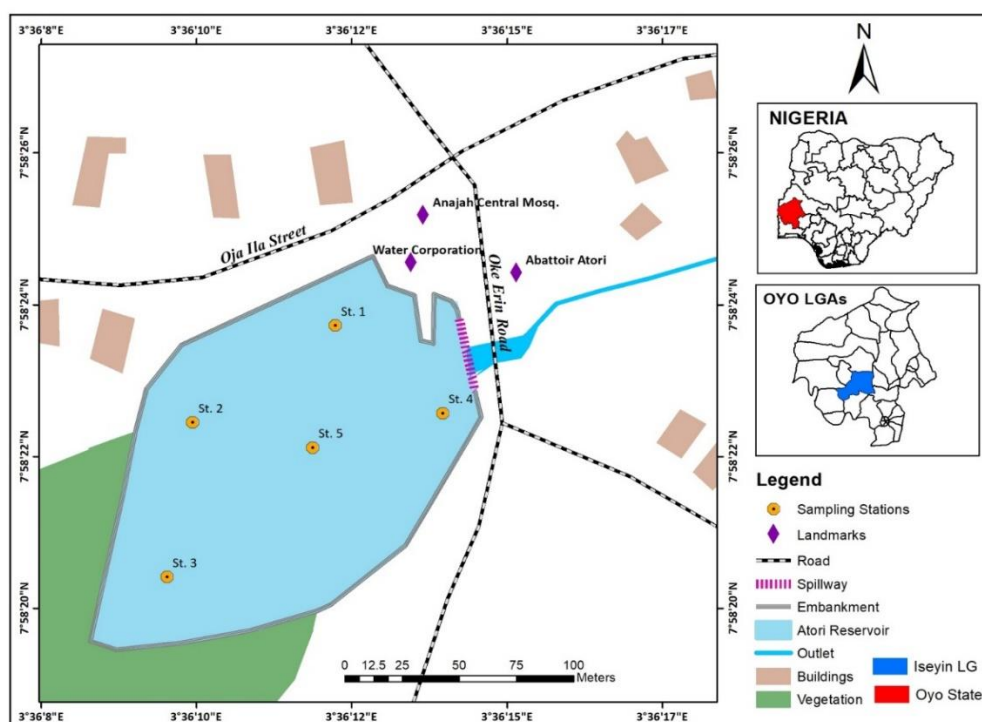 3°36'8"E 3°36'10"E 3°36'12"E 3°36'15"E 3°36'17"E
N
NIGERIA
7°58'26"N 7°58'26"N
Anajah Central Mosq.
Oja Ila Street
Water Corporation
Abattoir Atori
Oke Erin Road
7°58'24"N 7°58'24"N
OYO LGAs
St. 1
St. 2
St. 4
St. 5
7°58'22"N 7°58'22"N
St. 3
7°58'20"N 7°58'20"N
Legend
Sampling Stations
Landmarks
Road
Spillway
Embankment
Atori Reservoir
Outlet
Buildings
Vegetation
Iseyin LG
Oyo State
0 12.5 25 50 75 100
Meters
3°36'8"E 3°36'10"E 3°36'12"E 3°36'15"E 3°36'17"E